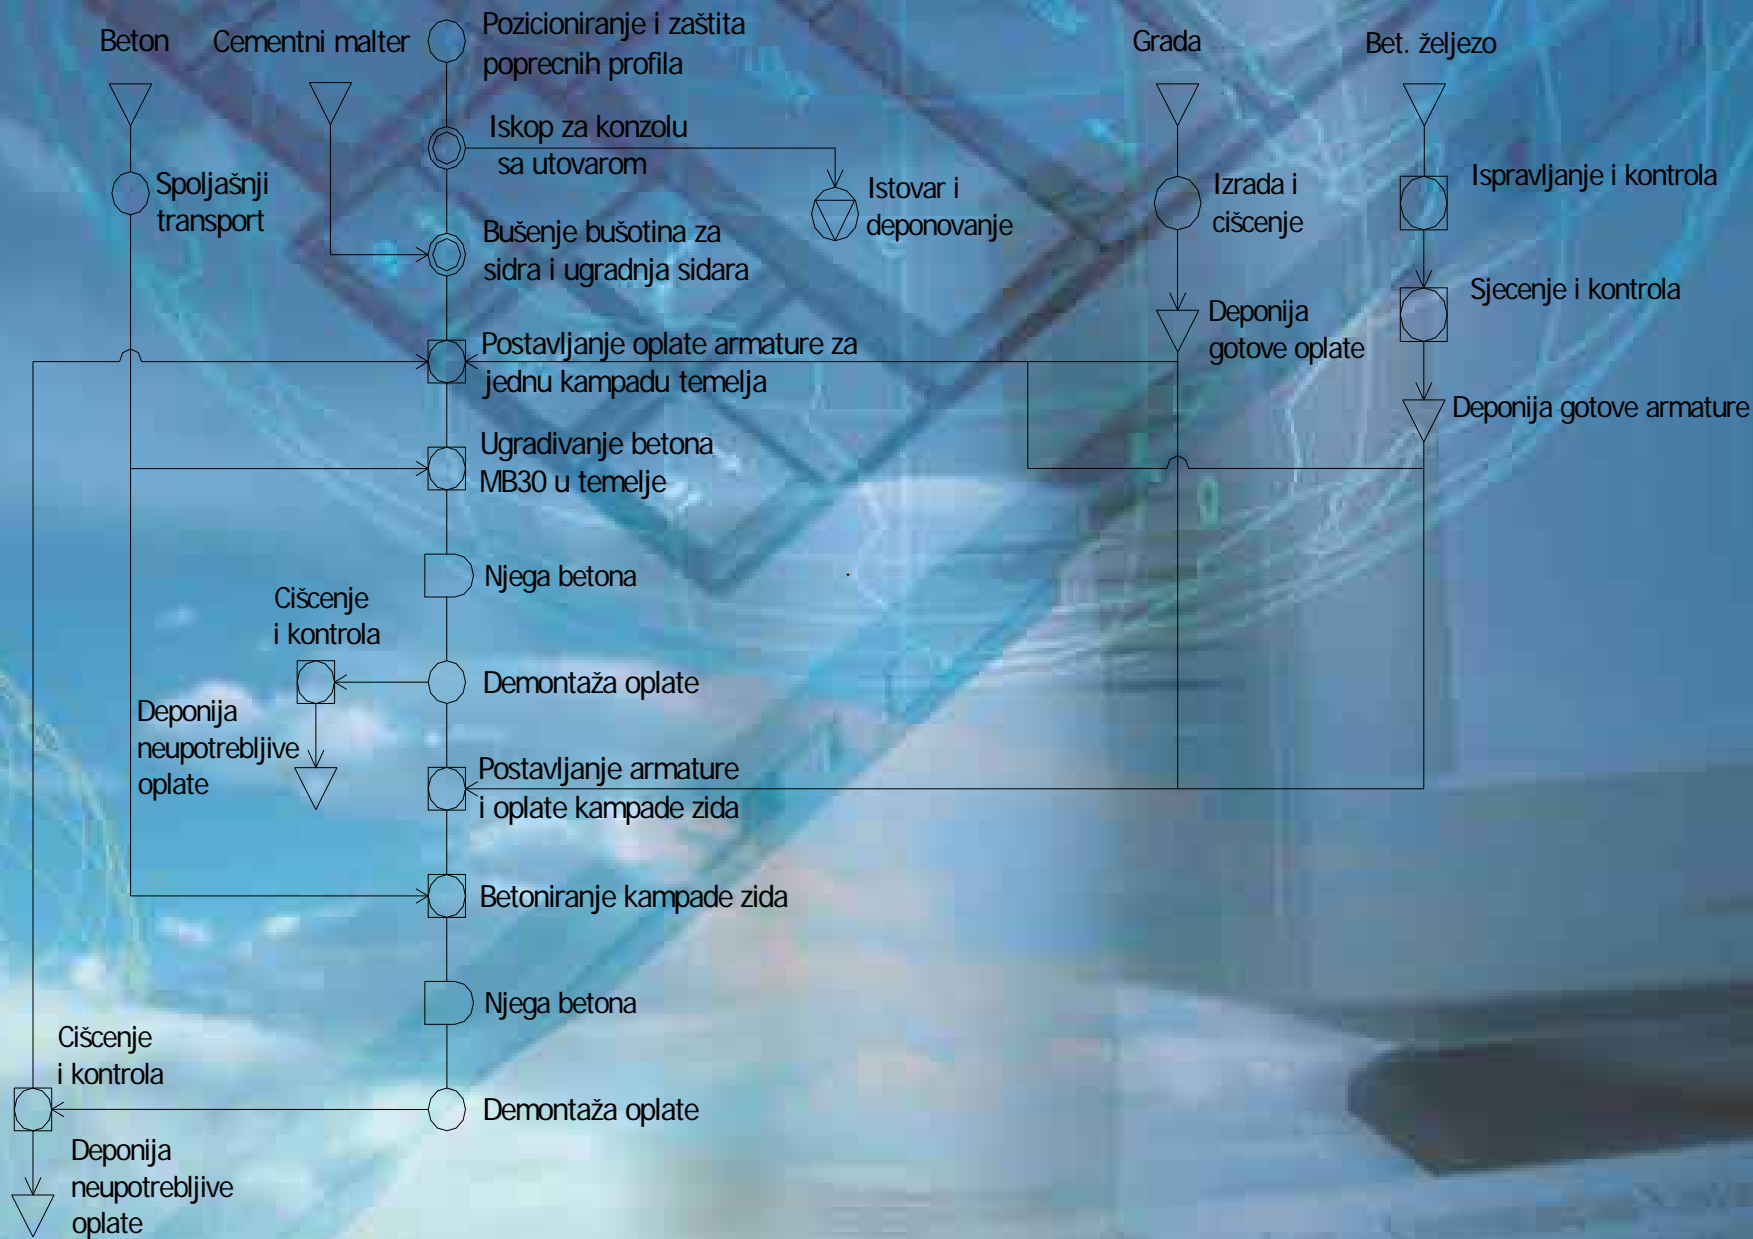 Beton
Cementni malter
Pozicioniranje i zaštita
poprecnih profila
Grada
Bet. željezo
Iskop za konzolu
sa utovarom
Spoljašnji
transport
Istovar i
deponovanje
Izrada i
cišcenje
Ispravljanje i kontrola
Bušenje bušotina za
sidra i ugradnja sidara
Sjecenje i kontrola
Deponija
gotove oplate
Postavljanje oplate armature za
jednu kampadu temelja
Deponija gotove armature
Ugradivanje betona
MB30 u temelje
Njega betona
Cišcenje
i kontrola
Demontaža oplate
Deponija
neupotrebljive
oplate
Postavljanje armature
i oplate kampade zida
Betoniranje kampade zida
Njega betona
Cišcenje
i kontrola
Demontaža oplate
Deponija
neupotrebljive
oplate